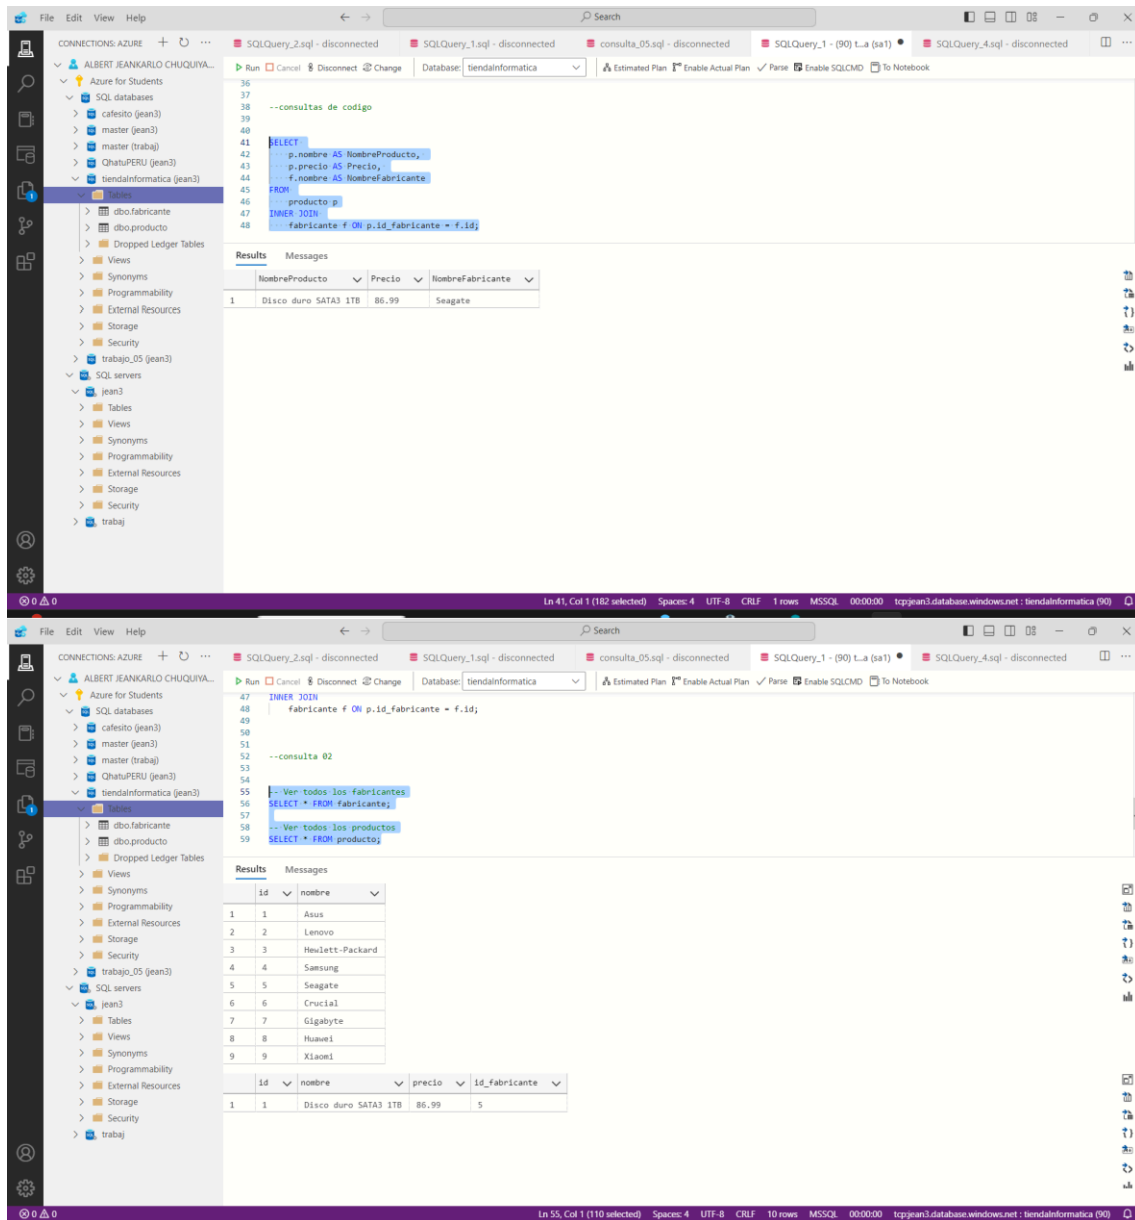 File Edit View Help
Search
CONNECTIONS: AZURE
SQLQuery_2.sql - disconnected
SQLQuery_1.sql - disconnected
consulta_05.sql - disconnected
SQLQuery_1 - (90) t...a (sa1)
SQLQuery_4.sql - disconnected
ALBERT JEANKARLO CHUQUIYA...
Run Cancel Disconnect Change Database: tiendaInformatica Estimated Plan Enable Actual Plan Parse Enable SQLCMD To Notebook
Azure for Students
SQL databases
cafesito (jean3)
master (jean3)
master (trabaj)
QhatuPERU (jean3)
tiendaInformatica (jean3)
Tables
dbo.fabricante
dbo.producto
Dropped Ledger Tables
Views
Synonyms
Programmability
External Resources
Storage
Security
trabajo_05 (jean3)
SQL servers
jean3
Tables
Views
Synonyms
Programmability
External Resources
Storage
Security
trabaj
36
37
38 --consultas de codigo
39
40
41 SELECT
42 p.nombre AS NombreProducto,
43 p.precio AS Precio,
44 f.nombre AS NombreFabricante
45 FROM
46 producto p
47 INNER JOIN
48 fabricante f ON p.id_fabricante = f.id;
Results Messages
NombreProducto Precio NombreFabricante
1 Disco duro SATA3 1TB 86.99 Seagate
0 0
Ln 41, Col 1 (182 selected) Spaces: 4 UTF-8 CRLF 1 rows MSSQL 00:00:00 tcp:jean3.database.windows.net : tiendaInformatica (90)
File Edit View Help
Search
CONNECTIONS: AZURE
SQLQuery_2.sql - disconnected
SQLQuery_1.sql - disconnected
consulta_05.sql - disconnected
SQLQuery_1 - (90) t...a (sa1)
SQLQuery_4.sql - disconnected
ALBERT JEANKARLO CHUQUIYA...
Run Cancel Disconnect Change Database: tiendaInformatica Estimated Plan Enable Actual Plan Parse Enable SQLCMD To Notebook
Azure for Students
SQL databases
cafesito (jean3)
master (jean3)
master (trabaj)
QhatuPERU (jean3)
tiendaInformatica (jean3)
Tables
dbo.fabricante
dbo.producto
Dropped Ledger Tables
Views
Synonyms
Programmability
External Resources
Storage
Security
trabajo_05 (jean3)
SQL servers
jean3
Tables
Views
Synonyms
Programmability
External Resources
Storage
Security
trabaj
47 INNER JOIN
48 fabricante f ON p.id_fabricante = f.id;
49
50
51
52 --consulta 02
53
54
55 -- Ver todos los fabricantes
56 SELECT * FROM fabricante;
57
58 -- Ver todos los productos
59 SELECT * FROM producto;
Results Messages
id nombre
1 1 Asus
2 2 Lenovo
3 3 Hewlett-Packard
4 4 Samsung
5 5 Seagate
6 6 Crucial
7 7 Gigabyte
8 8 Huawei
9 9 Xiaomi
id nombre precio id_fabricante
1 1 Disco duro SATA3 1TB 86.99 5
0 0
Ln 55, Col 1 (110 selected) Spaces: 4 UTF-8 CRLF 10 rows MSSQL 00:00:00 tcp:jean3.database.windows.net : tiendaInformatica (90)